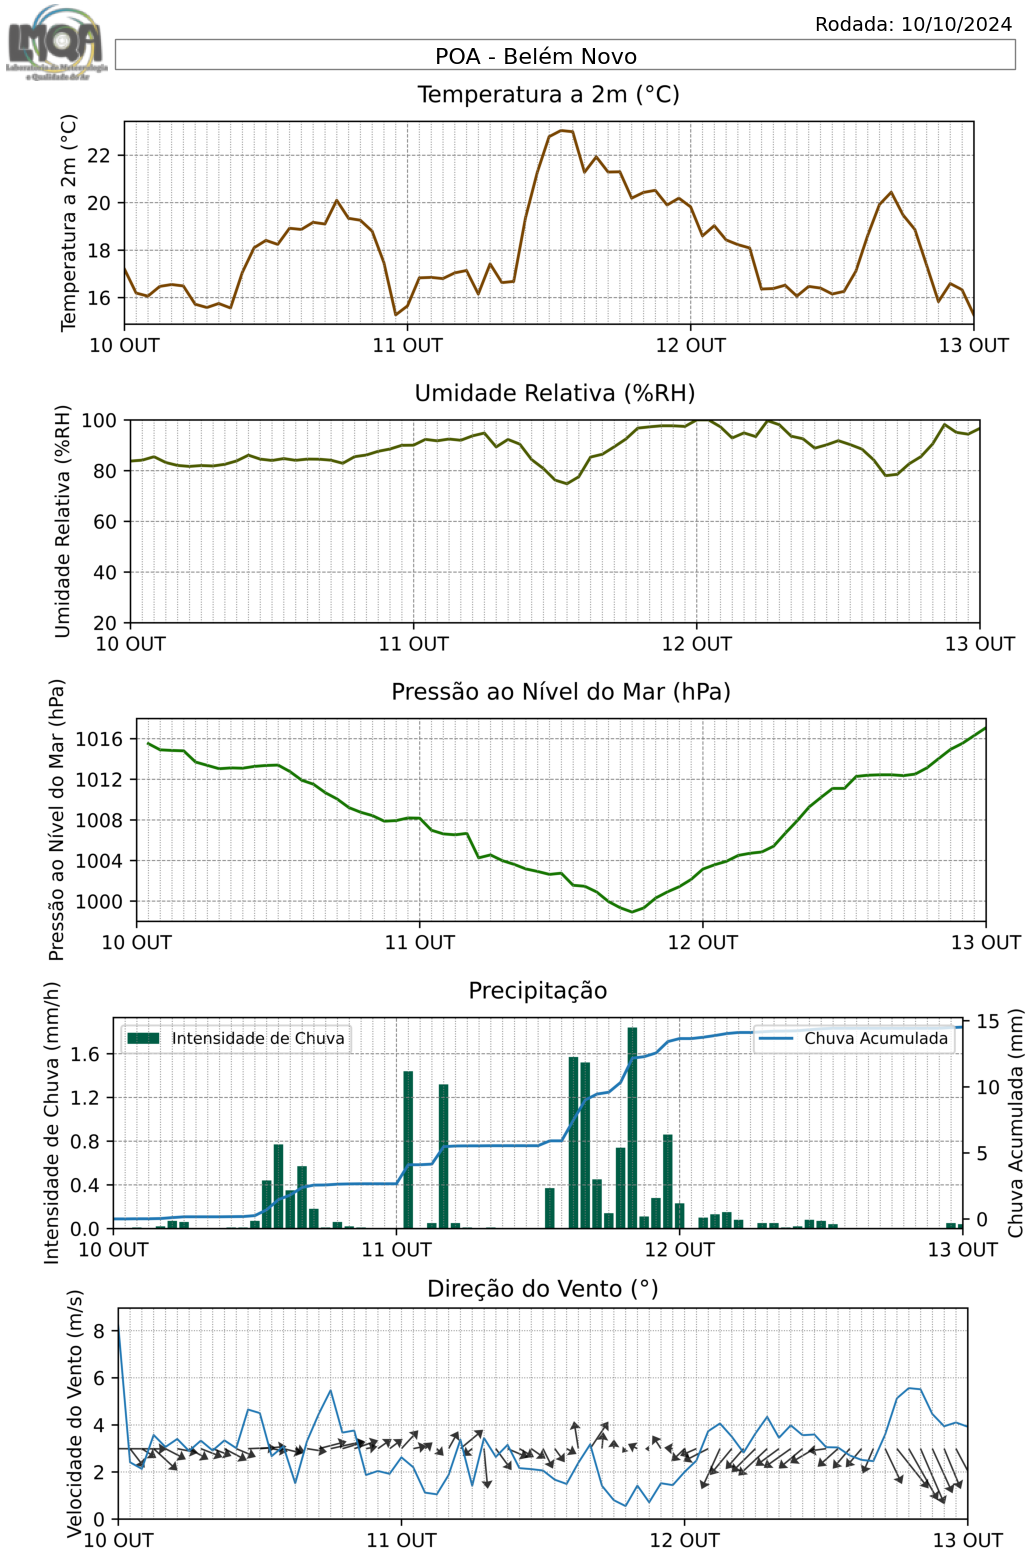 LMQA
Laboratório de Meteorologia
e Qualidade do Ar
Rodada: 10/10/2024
POA - Belém Novo
Temperatura a 2m (°C)
Temperatura a 2m (°C)
22
20
18
16
10 OUT 11 OUT 12 OUT 13 OUT
Umidade Relativa (%RH)
Umidade Relativa (%RH)
100
80
60
40
20
10 OUT 11 OUT 12 OUT 13 OUT
Pressão ao Nível do Mar (hPa)
Pressão ao Nível do Mar (hPa)
1016
1012
1008
1004
1000
10 OUT 11 OUT 12 OUT 13 OUT
Precipitação
Intensidade de Chuva (mm/h)
Intensidade de Chuva
Chuva Acumulada
1.6
1.2
0.8
0.4
0.0
15
10
5
0
Chuva Acumulada (mm)
10 OUT 11 OUT 12 OUT 13 OUT
Direção do Vento (°)
Velocidade do Vento (m/s)
8
6
4
2
0
10 OUT 11 OUT 12 OUT 13 OUT